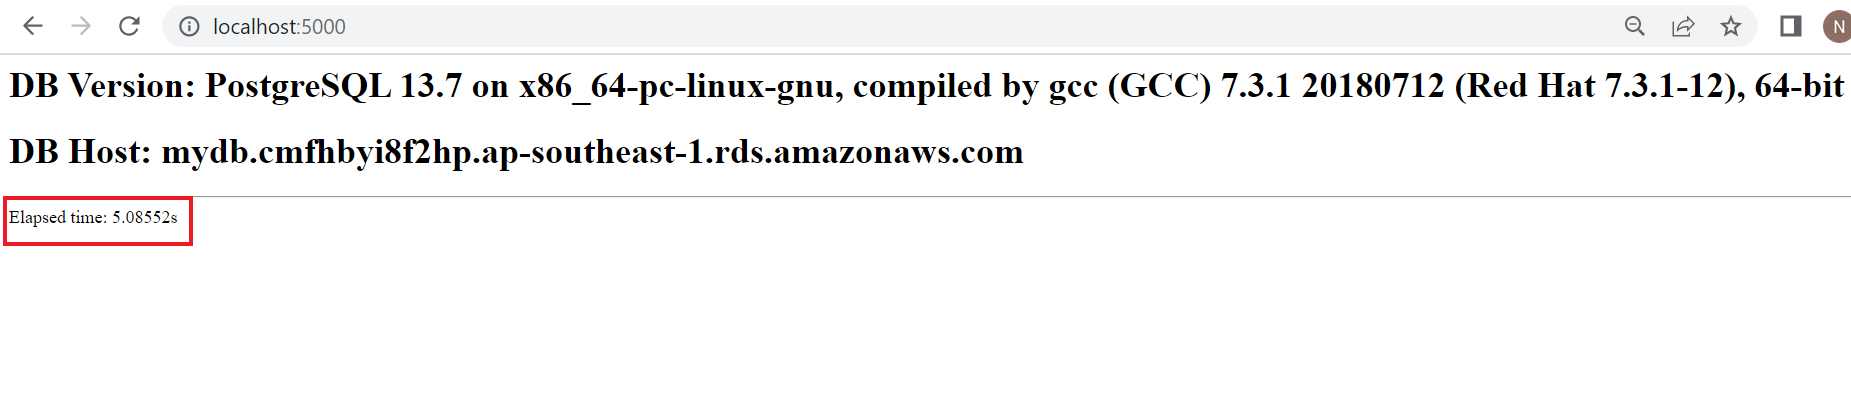 localhost:5000
N
DB Version: PostgreSQL 13.7 on x86_64-pc-linux-gnu, compiled by gcc (GCC) 7.3.1 20180712 (Red Hat 7.3.1-12), 64-bit
DB Host: mydb.cmfhbyi8f2hp.ap-southeast-1.rds.amazonaws.com
Elapsed time: 5.08552s